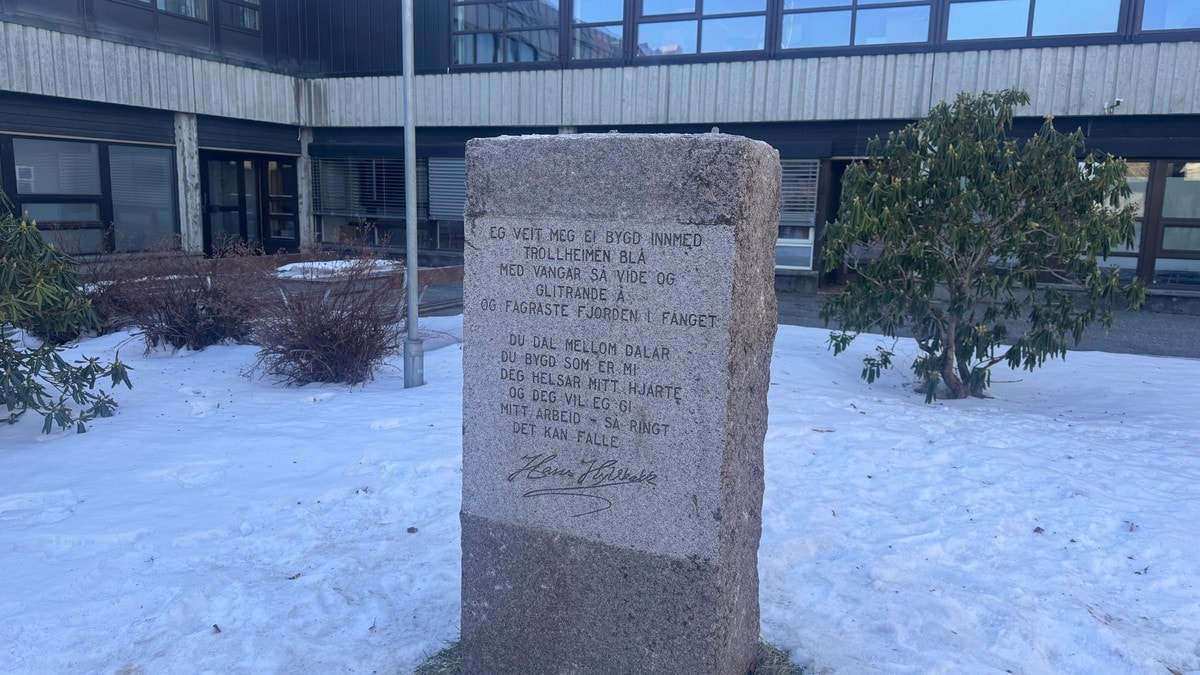 EG VEIT MEG EI BYGD INNMED
TROLLHEIMEN BLÅ
MED VANGAR SÅ VIDE OG
GLITRANDE Å
OG FAGRASTE FJORDEN I FANGET
DU DAL MELLOM DALAR
DU BYGD SOM ER MI
DEG HELSAR MITT HJARTE
OG DEG VIL EG GI
MITT ARBEID – SÅ RINGT
DET KAN FALLE
Hans Hyldbakk